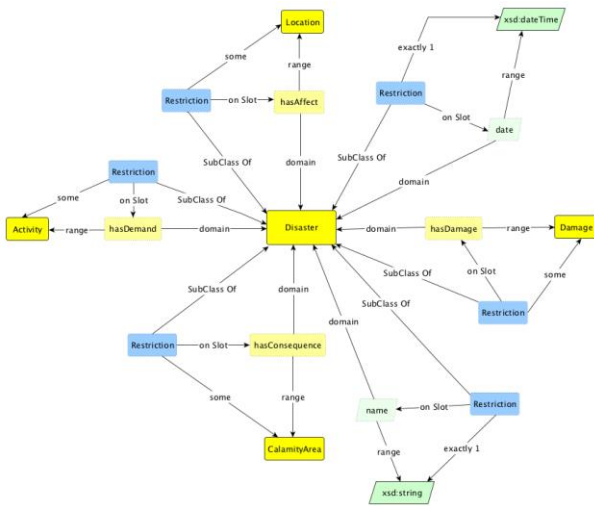 Location
xsd:dateTime
exactly 1
some
range
range
Restriction
on Slot
hasAffect
Restriction
on Slot
date
SubClass Of
SubClass Of
domain
domain
Restriction
some
on Slot
SubClass Of
Activity
range
hasDemand
domain
Disaster
domain
hasDamage
range
Damage
SubClass Of
on Slot
some
SubClass Of
domain
SubClass Of
Restriction
domain
Restriction
on Slot
hasConsequence
some
range
name
on Slot
Restriction
CalamityArea
range
exactly 1
xsd:string